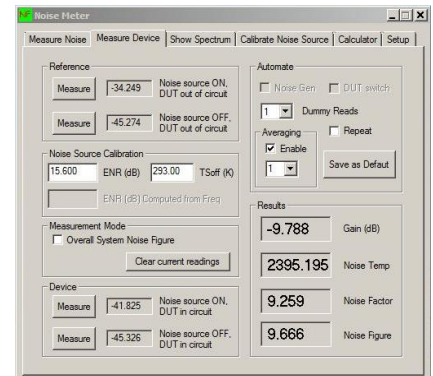 NF Noise Meter
Measure Noise Measure Device Show Spectrum Calibrate Noise Source Calculator Setup
Reference
Measure -34.249 Noise source ON,
DUT out of circuit
Measure -45.274 Noise source OFF,
DUT out of circuit
Noise Source Calibration
15.600 ENR (dB) 293.00 TSoff (K)
ENR (dB) Computed from Freq
Measurement Mode
Overall System Noise Figure
Clear current readings
Device
Measure -41.825 Noise source ON,
DUT in circuit
Measure -45.326 Noise source OFF,
DUT in circuit
Automate
Noise Gen DUT switch
1 Dummy Reads
Averaging
Enable
1
Repeat
Save as Defaut
Results
-9.788 Gain (dB)
2395.195 Noise Temp
9.259 Noise Factor
9.666 Noise Figure